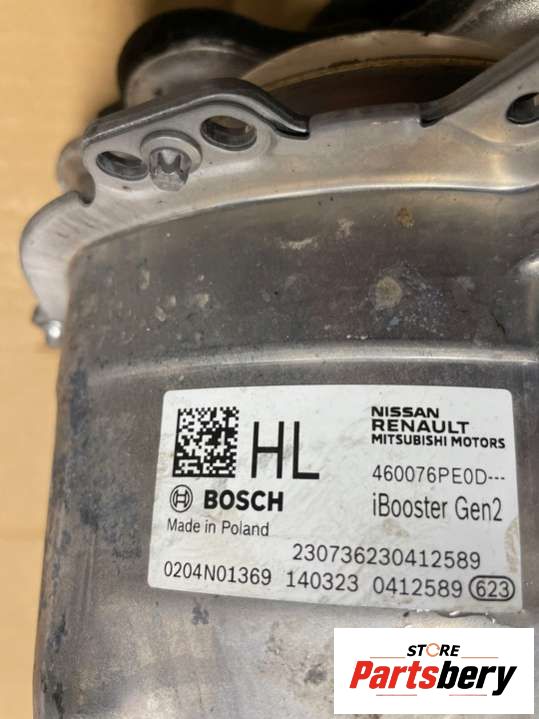 HL
NISSAN
RENAULT
MITSUBISHI MOTORS
460076PE0D---
BOSCH
iBooster Gen2
Made in Poland
230736230412589
0204N01369 140323 0412589 623
STORE
Partsbery